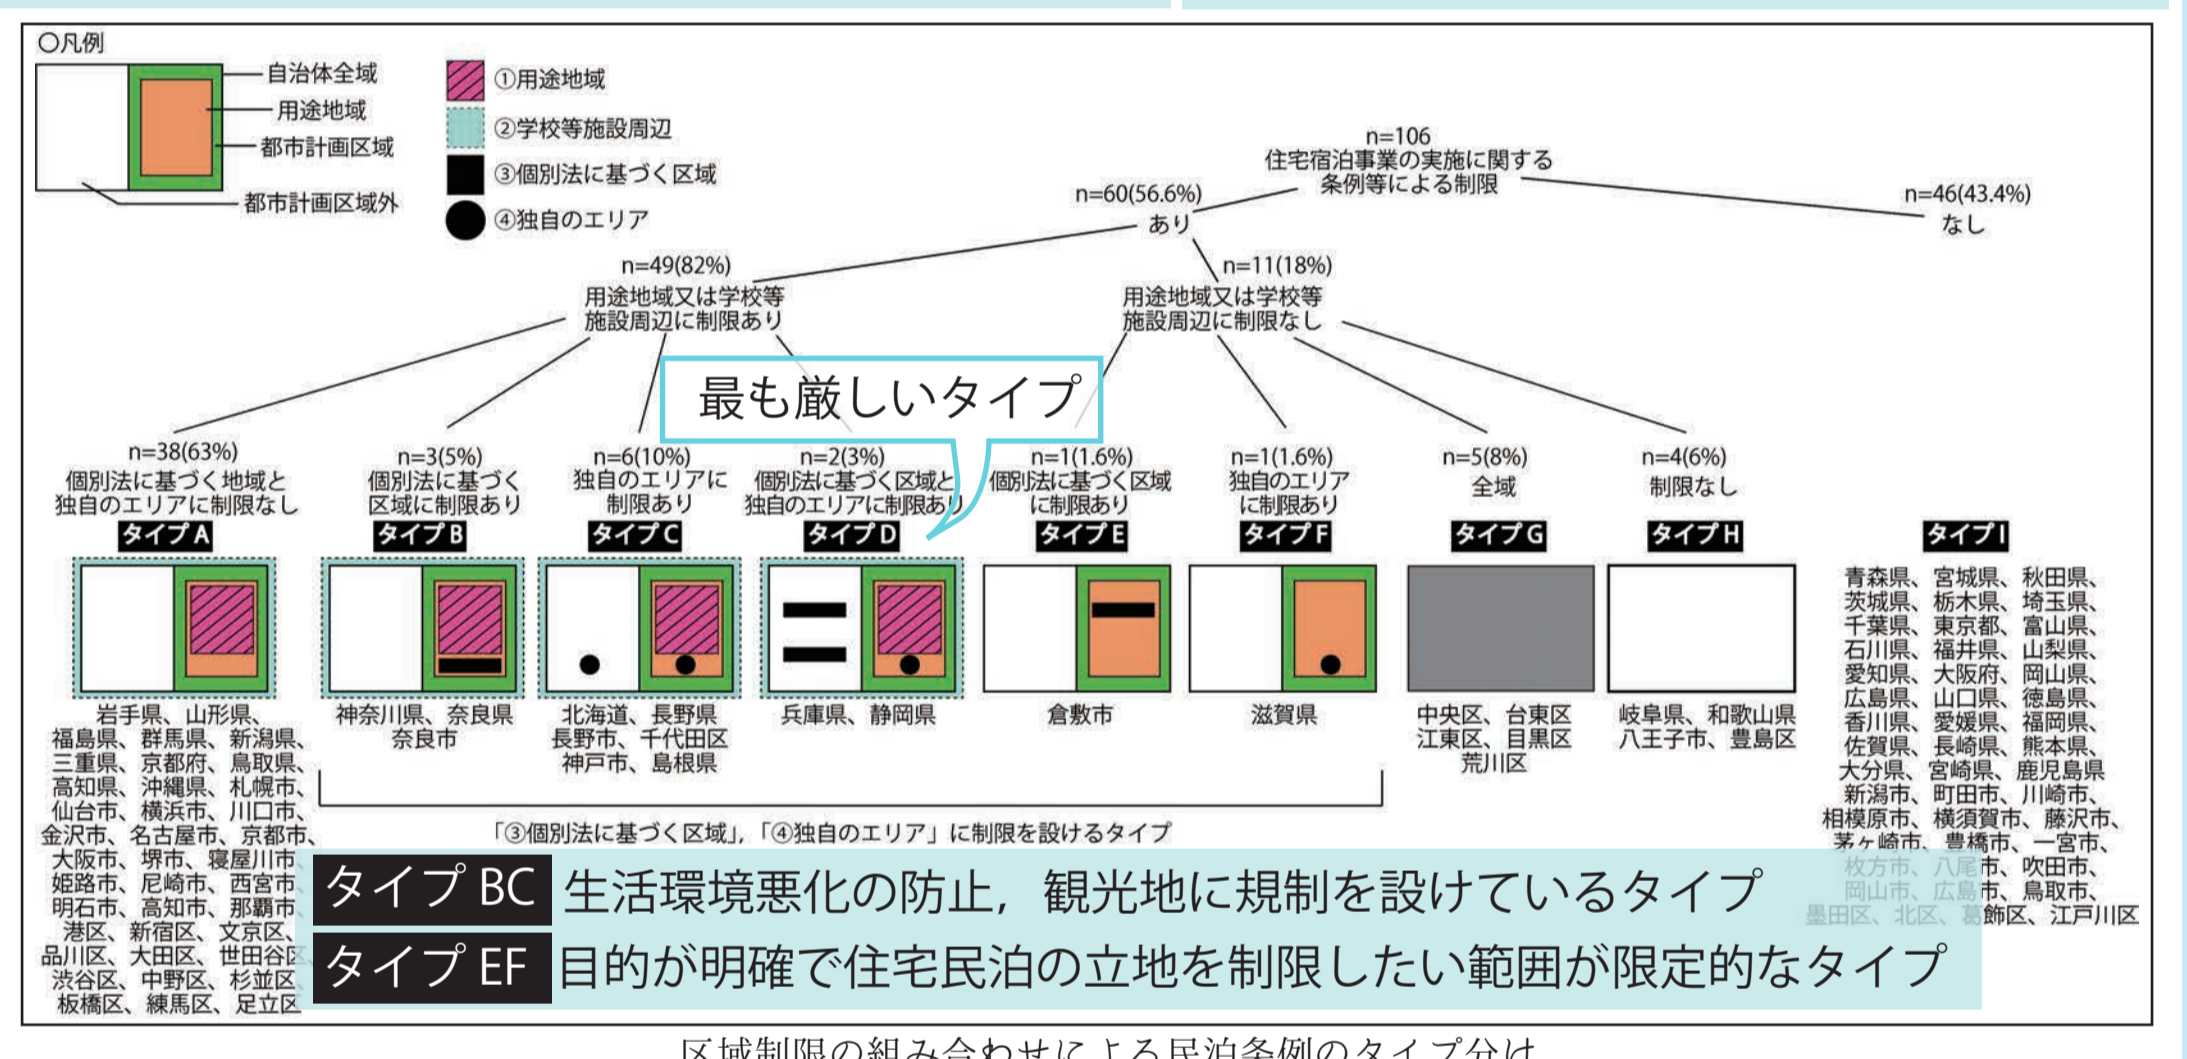 〇凡例
自治体全域
用途地域
都市計画区域
都市計画区域外
①用途地域
②学校等施設周辺
③個別法に基づく区域
④独自のエリア
n=106
住宅宿泊事業の実施に関する
条例等による制限
n=60(56.6%)
あり
n=46(43.4%)
なし
n=49(82%)
用途地域又は学校等
施設周辺に制限あり
n=11(18%)
用途地域又は学校等
施設周辺に制限なし
最も厳しいタイプ
n=38(63%)
個別法に基づく地域と
独自のエリアに制限なし
タイプA
n=3(5%)
個別法に基づく
区域に制限あり
タイプB
n=6(10%)
独自のエリアに
制限あり
タイプC
n=2(3%)
個別法に基づく区域と
独自のエリアに制限あり
タイプD
n=1(1.6%)
個別法に基づく区域
に制限あり
タイプE
n=1(1.6%)
独自のエリア
に制限あり
タイプF
n=5(8%)
全域
タイプG
n=4(6%)
制限なし
タイプH
タイプI
岩手県、山形県、
福島県、群馬県、新潟県、
三重県、京都府、鳥取県、
高知県、沖縄県、札幌市、
仙台市、横浜市、川口市、
金沢市、名古屋市、京都市、
大阪市、堺市、寝屋川市
姫路市、尼崎市、西宮市
明石市、高知市、那覇市
港区、新宿区、文京区、
品川区、大田区、世田谷区
渋谷区、中野区、杉並区
板橋区、練馬区、足立区
神奈川県、奈良県
奈良市
北海道、長野県
長野市、千代田区
神戸市、島根県
兵庫県、静岡県
倉敷市
滋賀県
中央区、台東区
江東区、目黒区
荒川区
岐阜県、和歌山県
八王子市、豊島区
青森県、宮城県、秋田県、
茨城県、栃木県、埼玉県、
千葉県、東京都、富山県、
石川県、福井県、山梨県、
愛知県、大阪府、岡山県、
広島県、山口県、徳島県、
香川県、愛媛県、福岡県、
佐賀県、長崎県、熊本県、
大分県、宮崎県、鹿児島県
新潟市、町田市、川崎市、
相模原市、横須賀市、藤沢市、
茅ヶ崎市、豊橋市、一宮市、
枚方市、八尾市、吹田市、
岡山市、広島市、鳥取市、
墨田区、北区、葛飾区、江戸川区
「③個別法に基づく区域」,「④独自のエリア」に制限を設けるタイプ
タイプ BC 生活環境悪化の防止，観光地に規制を設けているタイプ
タイプ EF 目的が明確で住宅民泊の立地を制限したい範囲が限定的なタイプ
区域制限の組み合わせによる民泊条例のタイプ分け